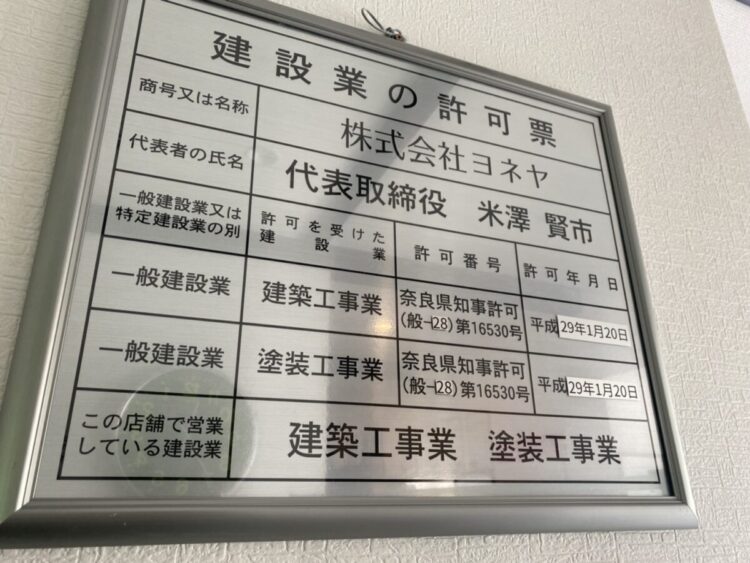 建設業の許可票
商号又は名称
株式会社ヨネヤ
代表者の氏名
代表取締役 米澤 賢市
一般建設業又は
特定建設業の別
許可を受けた
建設業
許可番号
許可年月日
一般建設業
建築工事業
奈良県知事許可
(般-28)第16530号
平成29年1月20日
一般建設業
塗装工事業
奈良県知事許可
(般-28)第16530号
平成29年1月20日
この店舗で営業
している建設業
建築工事業 塗装工事業